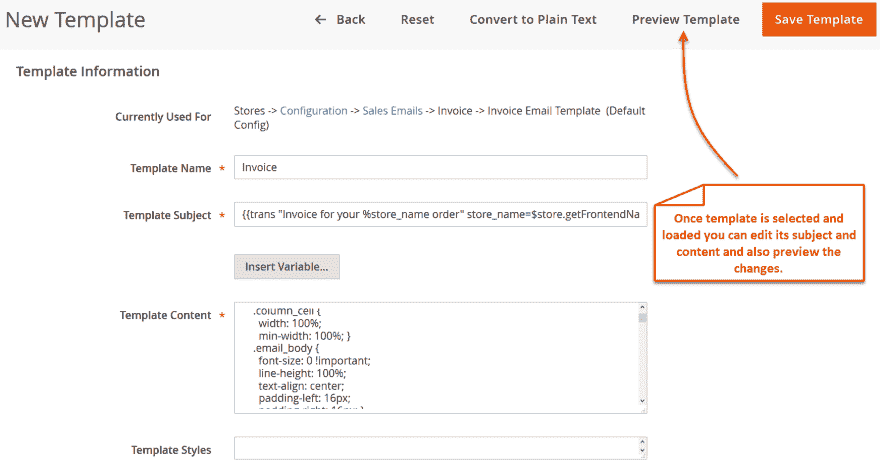 New Template
← Back Reset Convert to Plain Text Preview Template Save Template
Template Information
Currently Used For
Stores -> Configuration -> Sales Emails -> Invoice -> Invoice Email Template (Default
Config)
Template Name *
Invoice
Template Subject *
{{trans "Invoice for your %store_name order" store_name=$store.getFrontendNa
Once template is selected and
loaded you can edit its subject and
content and also preview the
changes.
Insert Variable...
Template Content *
.column_cell {
width: 100%;
min-width: 100%; }
.email_body {
font-size: 0 !important;
line-height: 100%;
text-align: center;
padding-left: 16px;
padding-right: 16px; }
Template Styles